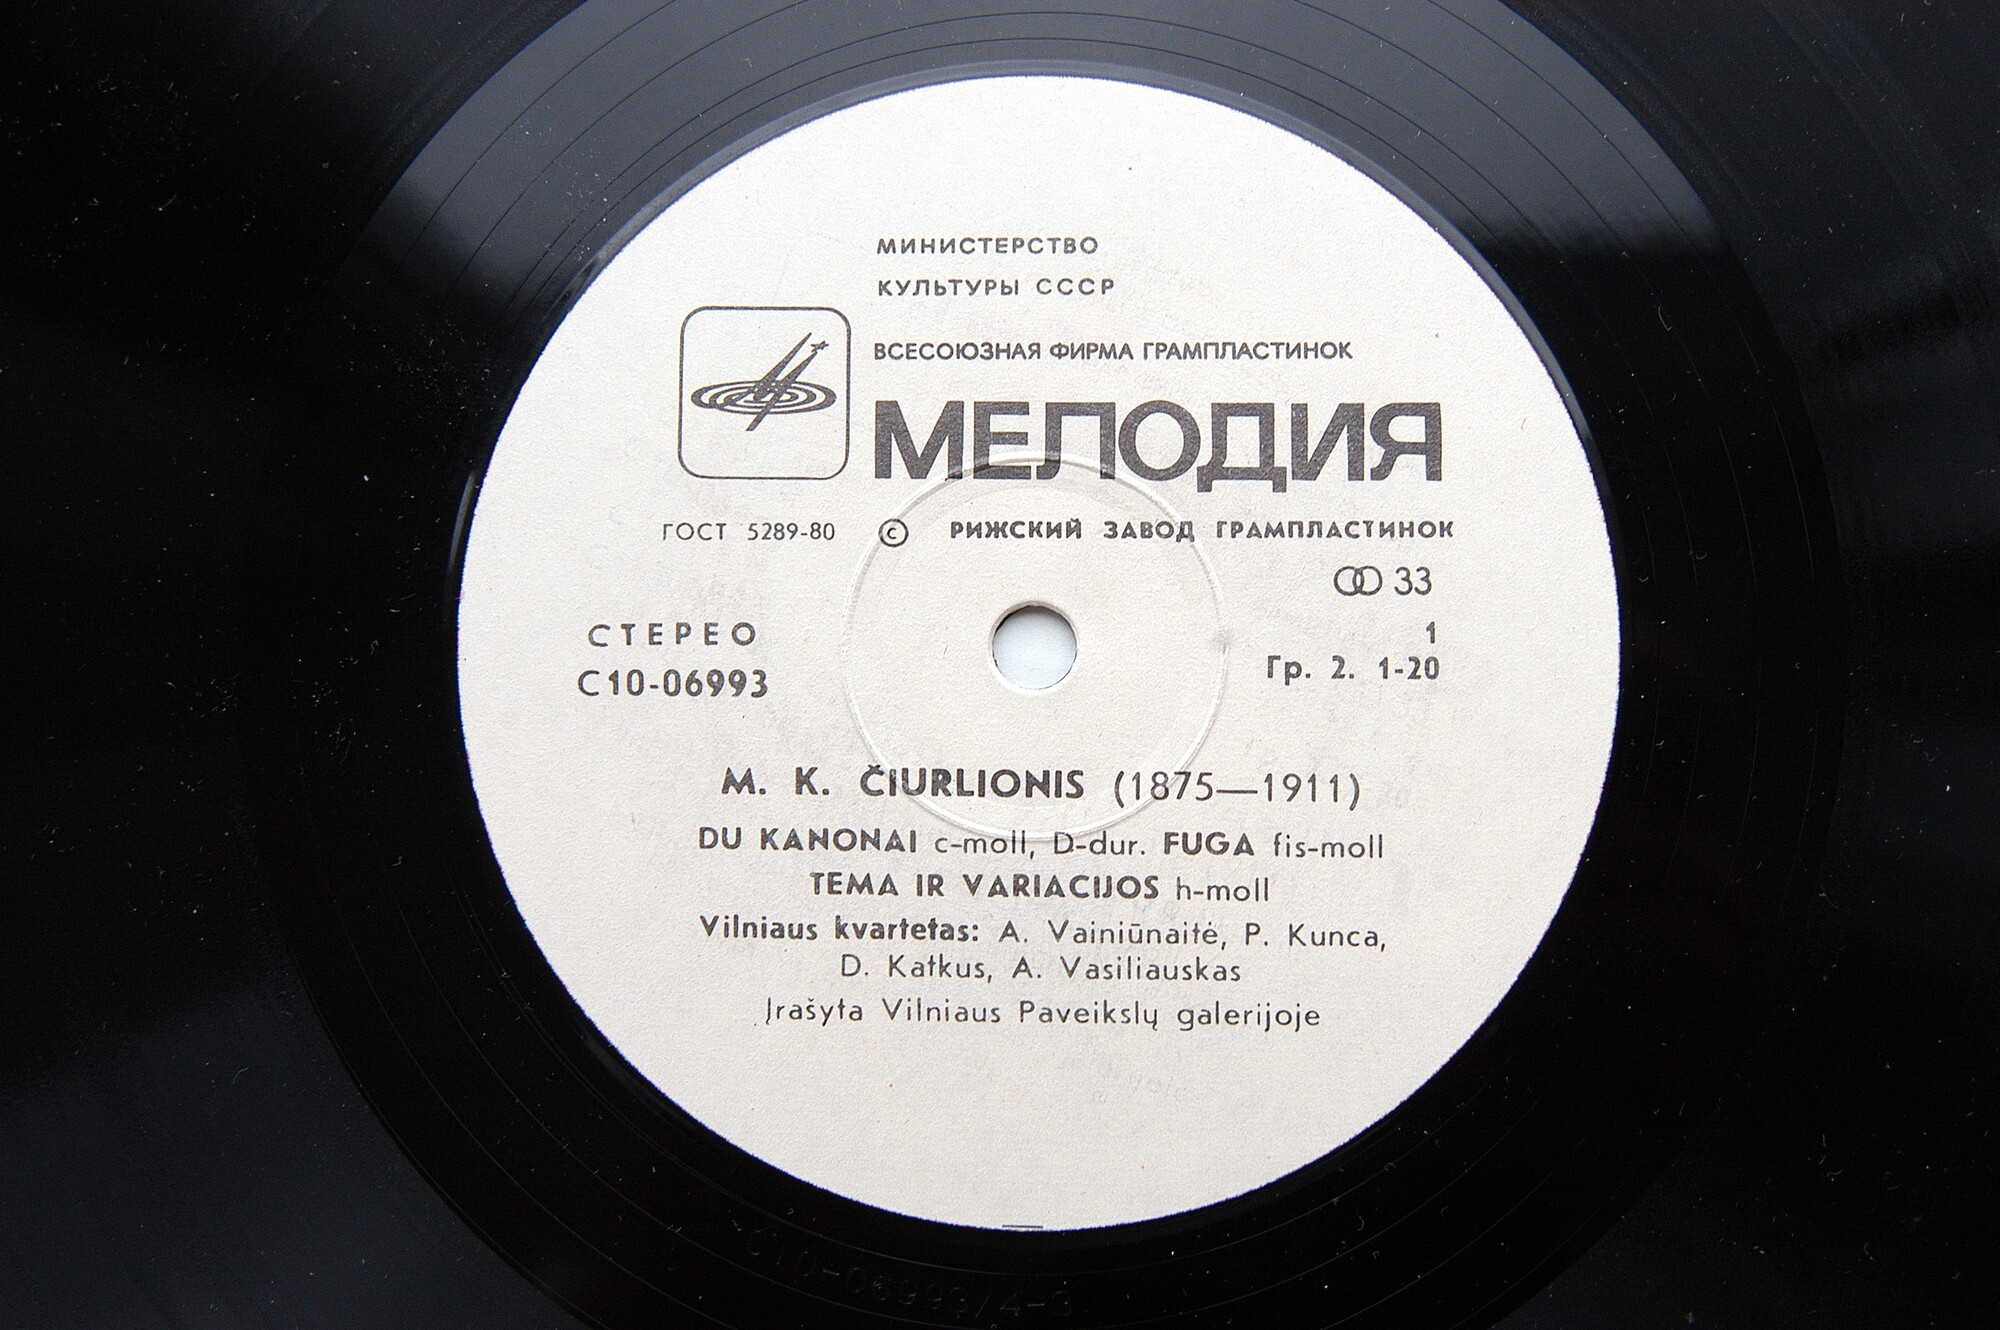 МИНИСТЕРСТВО
КУЛЬТУРЫ СССР
ВСЕСОЮЗНАЯ ФИРМА ГРАМПЛАСТИНОК
МЕЛОДИЯ
ГОСТ 5289-80 © РИЖСКИЙ ЗАВОД ГРАМПЛАСТИНОК
33
СТЕРЕО 1
С10-06993 Гр. 2. 1-20
M. K. ČIURLIONIS (1875—1911)
DU KANONAI c-moll, D-dur. FUGA fis-moll
TEMA IR VARIACIJOS h-moll
Vilniaus kvartetas: A. Vainiūnaitė, P. Kunca,
D. Katkus, A. Vasiliauskas
Įrašyta Vilniaus Paveikslų galerijoje